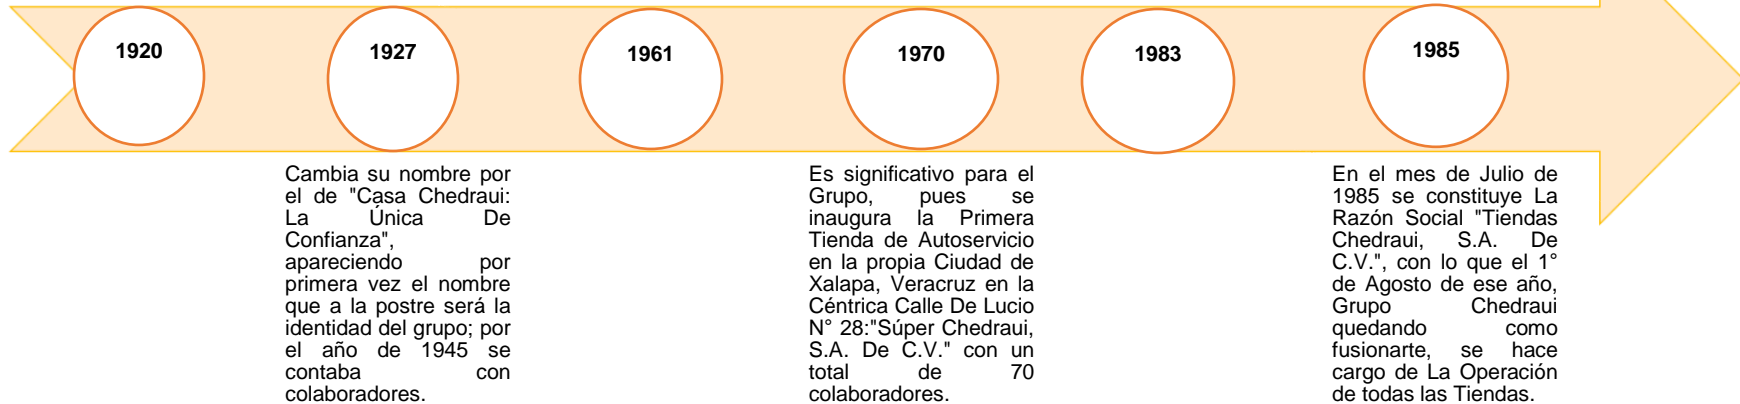 1920
1927
1961
1970
1983
1985
Cambia su nombre por
el de "Casa Chedraui:
La Única De
Confianza",
apareciendo por
primera vez el nombre
que a la postre será la
identidad del grupo; por
el año de 1945 se
contaba con
colaboradores.
Es significativo para el
Grupo, pues se
inaugura la Primera
Tienda de Autoservicio
en la propia Ciudad de
Xalapa, Veracruz en la
Céntrica Calle De Lucio
N° 28:"Súper Chedraui,
S.A. De C.V." con un
total de 70
colaboradores.
En el mes de Julio de
1985 se constituye La
Razón Social "Tiendas
Chedraui, S.A. De
C.V.", con lo que el 1°
de Agosto de ese año,
Grupo Chedraui
quedando como
fusionarte, se hace
cargo de La Operación
de todas las Tiendas.